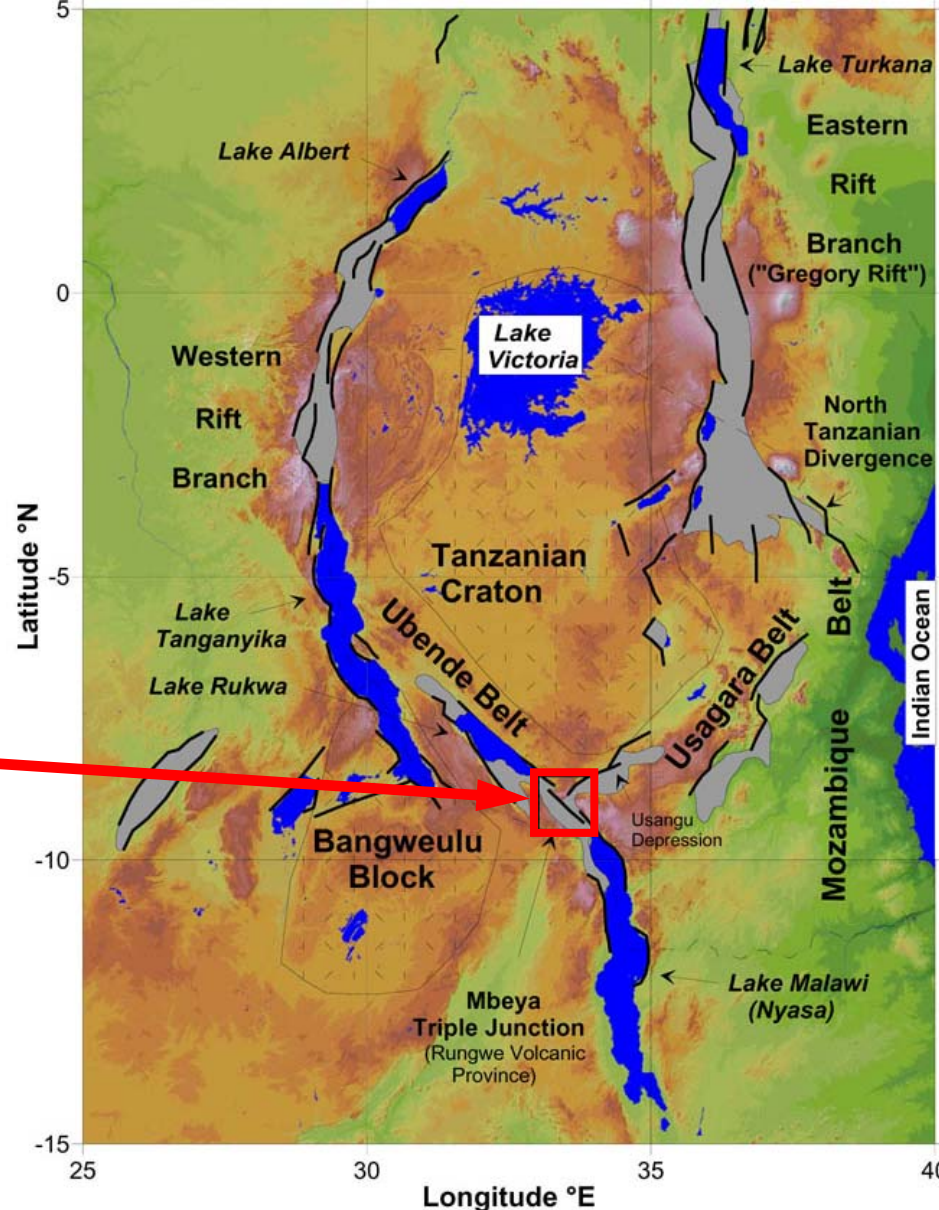 5
Lake Turkana
Eastern
Rift
Branch
("Gregory Rift")
Lake Albert
0
Lake
Victoria
Western
Rift
Branch
North
Tanzanian
Divergence
Latitude °N
Tanzanian
Craton
-5
Lake
Tanganyika
Ubende Belt
Usagara Belt
Belt
Mozambique
Indian Ocean
Lake Rukwa
Usangu
Depression
Bangweulu
Block
-10
Lake Malawi
(Nyasa)
Mbeya
Triple Junction
(Rungwe Volcanic
Province)
-15
25
30
35
40
Longitude °E